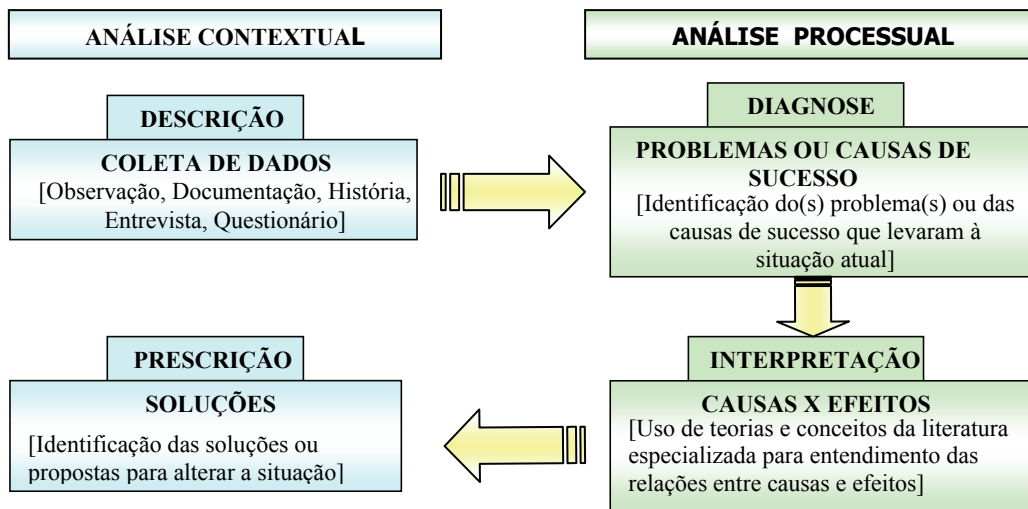 ANÁLISE CONTEXTUAL
ANÁLISE PROCESSUAL
DESCRIÇÃO
COLETA DE DADOS
[Observação, Documentação, História,
Entrevista, Questionário]
DIAGNOSE
PROBLEMAS OU CAUSAS DE
SUCESSO
[Identificação do(s) problema(s) ou das
causas de sucesso que levaram à
situação atual]
INTERPRETAÇÃO
CAUSAS X EFEITOS
[Uso de teorias e conceitos da literatura
especializada para entendimento das
relações entre causas e efeitos]
PRESCRIÇÃO
SOLUÇÕES
[Identificação das soluções ou
propostas para alterar a situação]